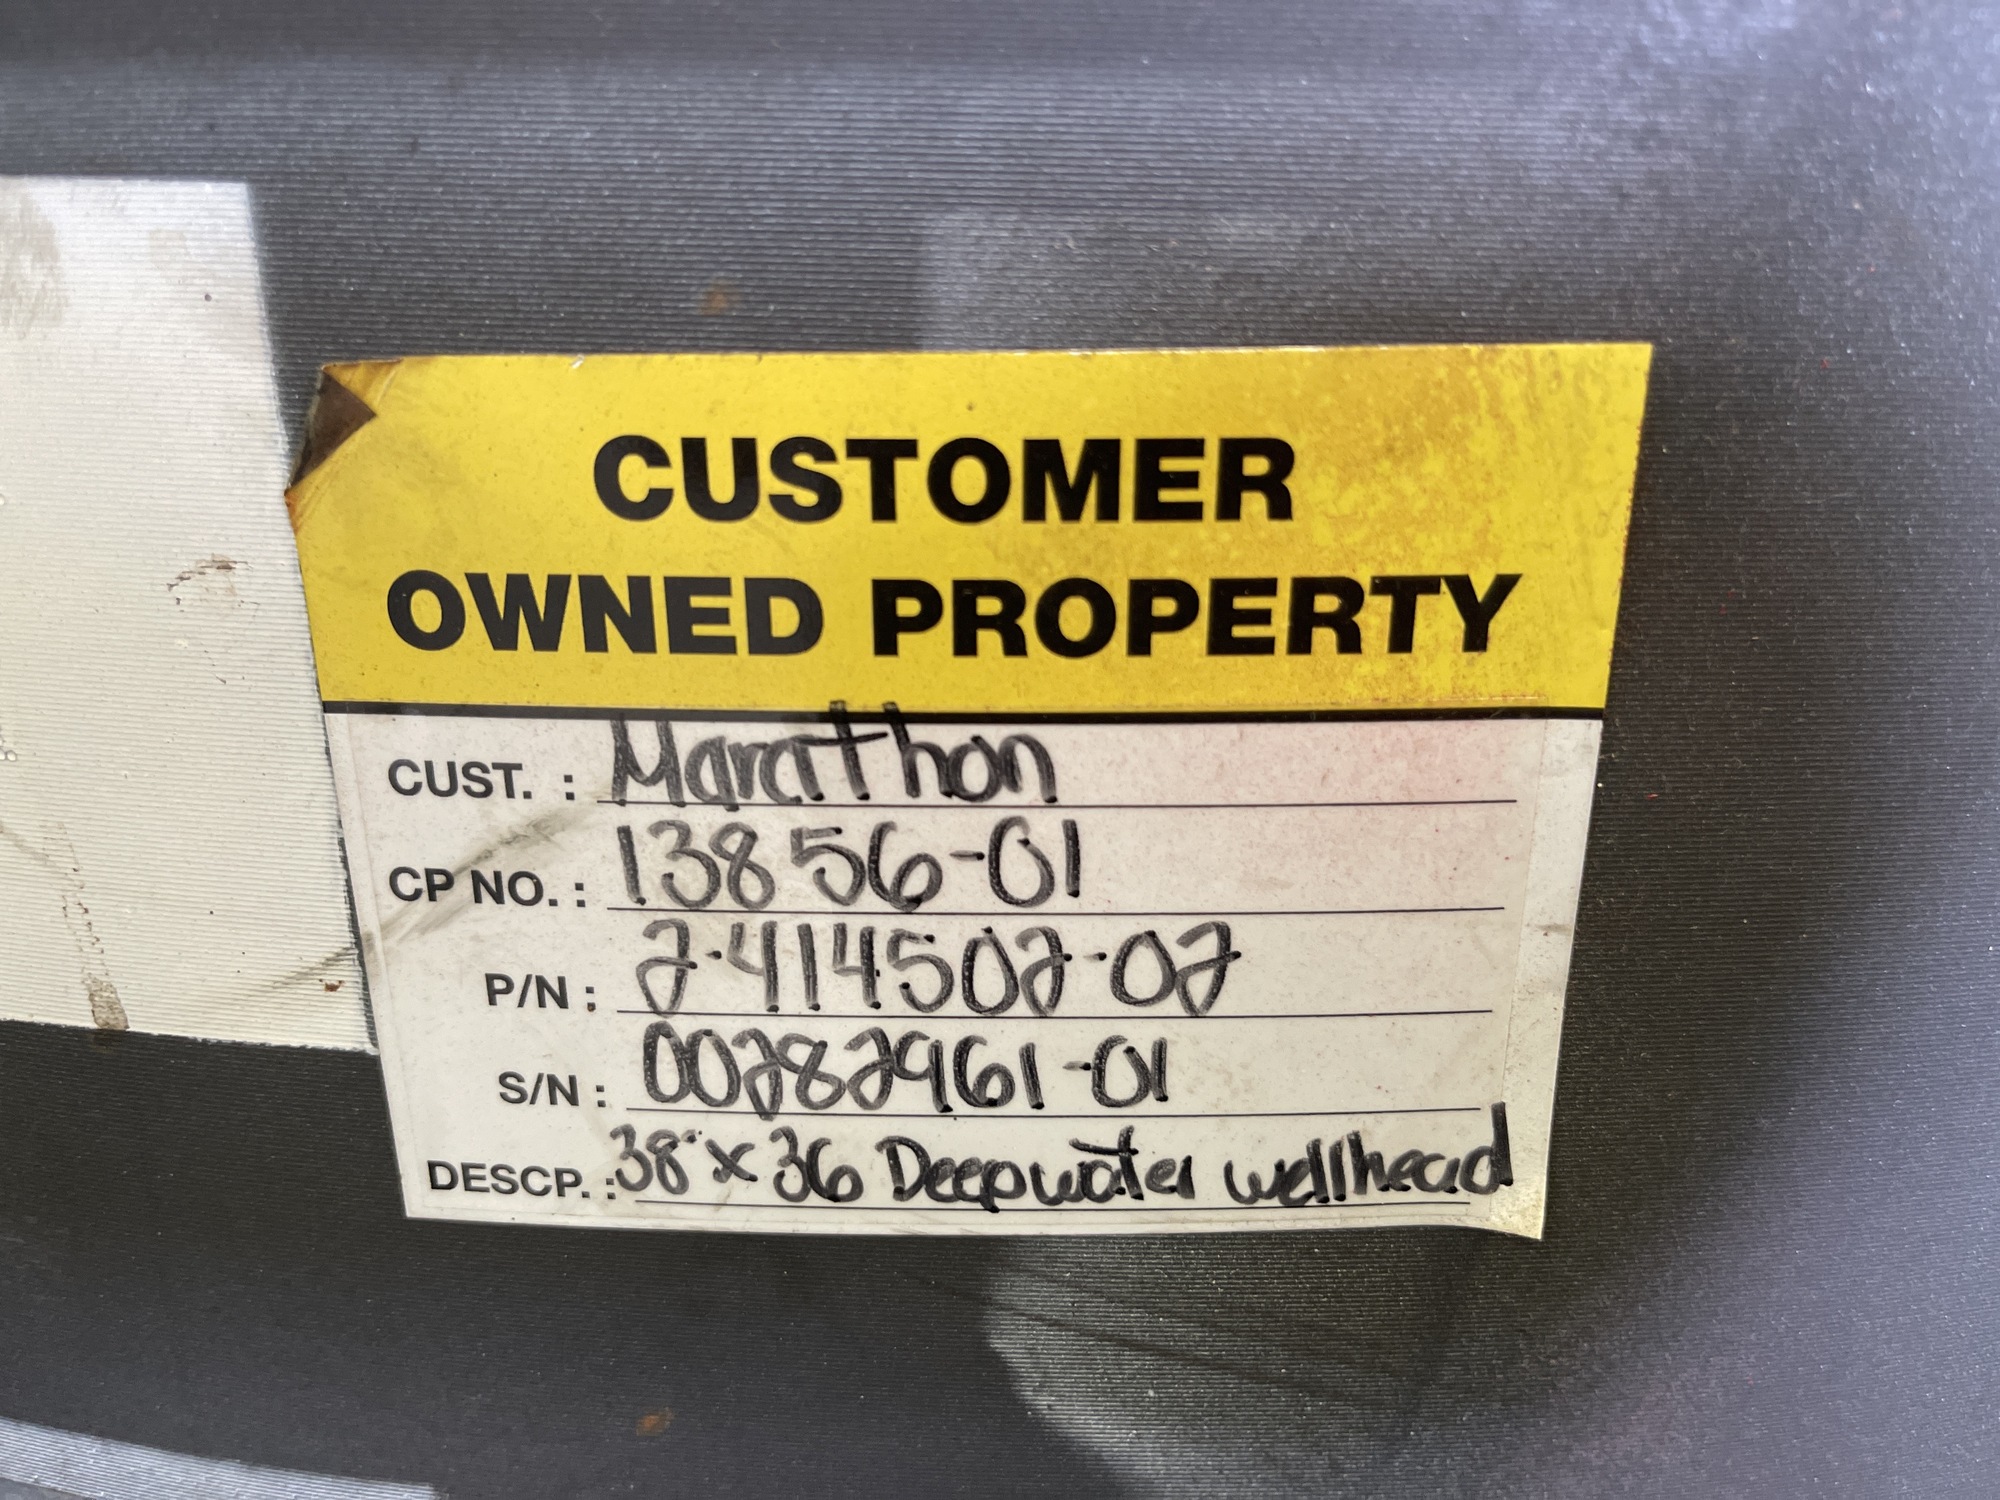 CUSTOMER
OWNED PROPERTY
CUST. : Marathon
CP NO. : 13856-01
P/N : 2-414502-02
S/N : 00282961-01
DESCP. : 38" x 36 Deepwater wellhead